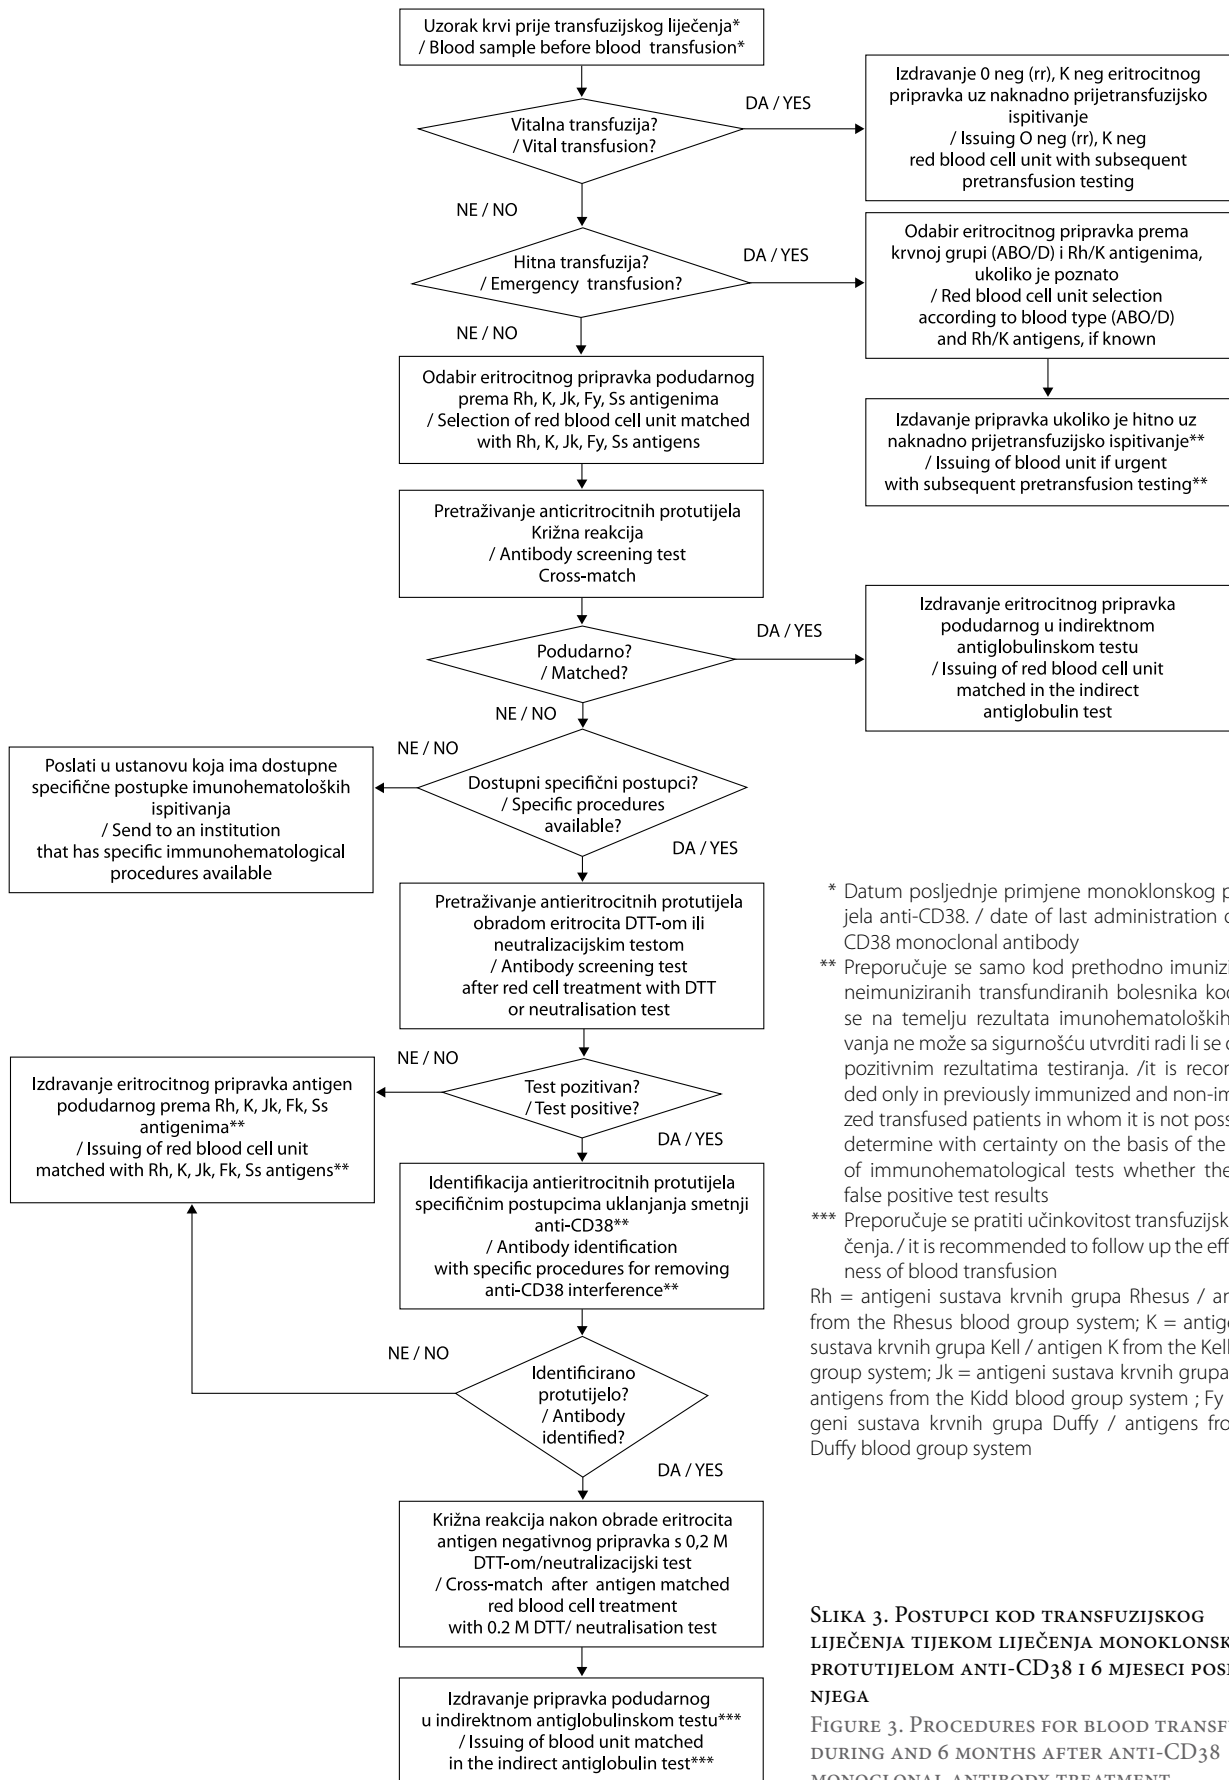 Uzorak krvi prije transfuzijskog liječenja*
/ Blood sample before blood transfusion*
DA / YES
Vitalna transfuzija?
/ Vital transfusion?
Izdravanje 0 neg (rr), K neg eritrocitnog
pripravka uz naknadno prijetransfuzijsko
ispitivanje
/ Issuing O neg (rr), K neg
red blood cell unit with subsequent
pretransfusion testing
NE / NO
DA / YES
Hitna transfuzija?
/ Emergency transfusion?
Odabir eritrocitnog pripravka prema
krvnoj grupi (ABO/D) i Rh/K antigenima,
ukoliko je poznato
/ Red blood cell unit selection
according to blood type (ABO/D)
and Rh/K antigens, if known
NE / NO
Odabir eritrocitnog pripravka podudarnog
prema Rh, K, Jk, Fy, Ss antigenima
/ Selection of red blood cell unit matched
with Rh, K, Jk, Fy, Ss antigens
Izdavanje pripravka ukoliko je hitno uz
naknadno prijetransfuzijsko ispitivanje**
/ Issuing of blood unit if urgent
with subsequent pretransfusion testing**
Pretraživanje anticritrocitnih protutijela
Križna reakcija
/ Antibody screening test
Cross-match
DA / YES
Podudarno?
/ Matched?
Izdravanje eritrocitnog pripravka
podudarnog u indirektnom
antiglobulinskom testu
/ Issuing of red blood cell unit
matched in the indirect
antiglobulin test
NE / NO
NE / NO
Dostupni specifični postupci?
/ Specific procedures
available?
Poslati u ustanovu koja ima dostupne
specifične postupke imunohematoloških
ispitivanja
/ Send to an institution
that has specific immunohematological
procedures available
DA / YES
Pretraživanje antieritrocitnih protutijela
obradom eritrocita DTT-om ili
neutralizacijskim testom
/ Antibody screening test
after red cell treatment with DTT
or neutralisation test
NE / NO
Test pozitivan?
/ Test positive?
Izdravanje eritrocitnog pripravka antigen
podudarnog prema Rh, K, Jk, Fk, Ss
antigenima**
/ Issuing of red blood cell unit
matched with Rh, K, Jk, Fk, Ss antigens**
DA / YES
Identifikacija antieritrocitnih protutijela
specifičnim postupcima uklanjanja smetnji
anti-CD38**
/ Antibody identification
with specific procedures for removing
anti-CD38 interference**
NE / NO
Identificirano
protutijelo?
/ Antibody
identified?
DA / YES
Križna reakcija nakon obrade eritrocita
antigen negativnog pripravka s 0,2 M
DTT-om/neutralizacijski test
/ Cross-match after antigen matched
red blood cell treatment
with 0.2 M DTT/ neutralisation test
Izdravanje pripravka podudarnog
u indirektnom antiglobulinskom testu***
/ Issuing of blood unit matched
in the indirect antiglobulin test***
* Datum posljednje primjene monoklonskog p
jela anti-CD38. / date of last administration
CD38 monoclonal antibody
** Preporučuje se samo kod prethodno imunizi
neimuniziranih transfundiranih bolesnika kod
se na temelju rezultata imunohematoloških
vanja ne može sa sigurnošću utvrditi radi li se
pozitivnim rezultatima testiranja. /it is recor
ded only in previously immunized and non-im
zed transfused patients in whom it is not poss
determine with certainty on the basis of the
of immunohematological tests whether the
false positive test results
*** Preporučuje se pratiti učinkovitost transfuzijsk
čenja. / it is recommended to follow up the eff
ness of blood transfusion
Rh = antigeni sustava krvnih grupa Rhesus / an
from the Rhesus blood group system; K = antige
sustava krvnih grupa Kell / antigen K from the Kell
group system; Jk = antigeni sustava krvnih grupa
antigens from the Kidd blood group system ; Fy
geni sustava krvnih grupa Duffy / antigens fro
Duffy blood group system
SLIKA 3. POSTUPCI KOD TRANSFUZIJSKOG
LIJEČENJA TIJEKOM LIJEČENJA MONOKLONSK
PROTUTIJELOM ANTI-CD38 I 6 MJESECI POS
NJEGA
FIGURE 3. PROCEDURES FOR BLOOD TRANSF
DURING AND 6 MONTHS AFTER ANTI-CD38
MONOCLONAL ANTIBODY TREATMENT